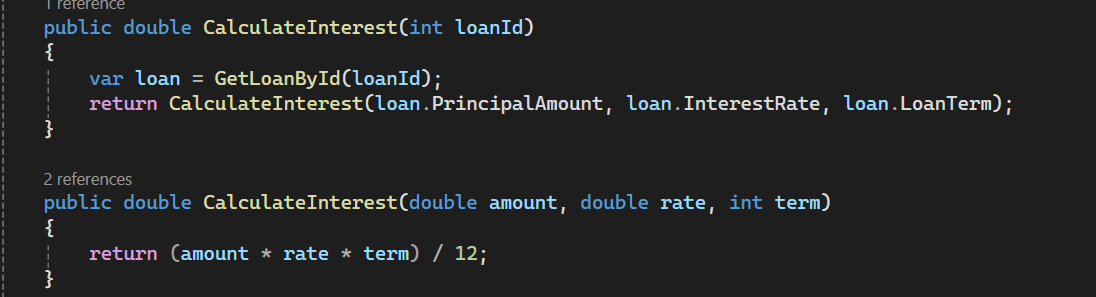 1 reference
public double CalculateInterest(int loanId)
{
    var loan = GetLoanById(loanId);
    return CalculateInterest(loan.PrincipalAmount, loan.InterestRate, loan.LoanTerm);
}
2 references
public double CalculateInterest(double amount, double rate, int term)
{
    return (amount * rate * term) / 12;
}